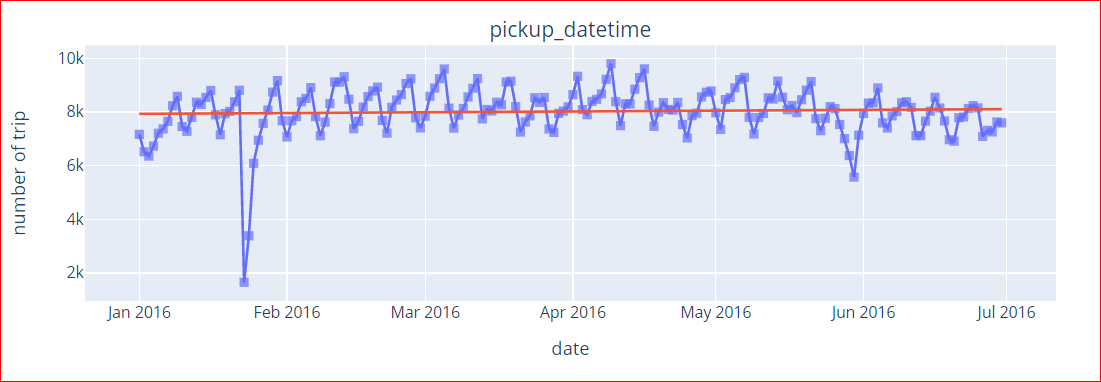 pickup_datetime
10k
8k
6k
4k
2k
number of trip
Jan 2016
Feb 2016
Mar 2016
Apr 2016
May 2016
Jun 2016
Jul 2016
date